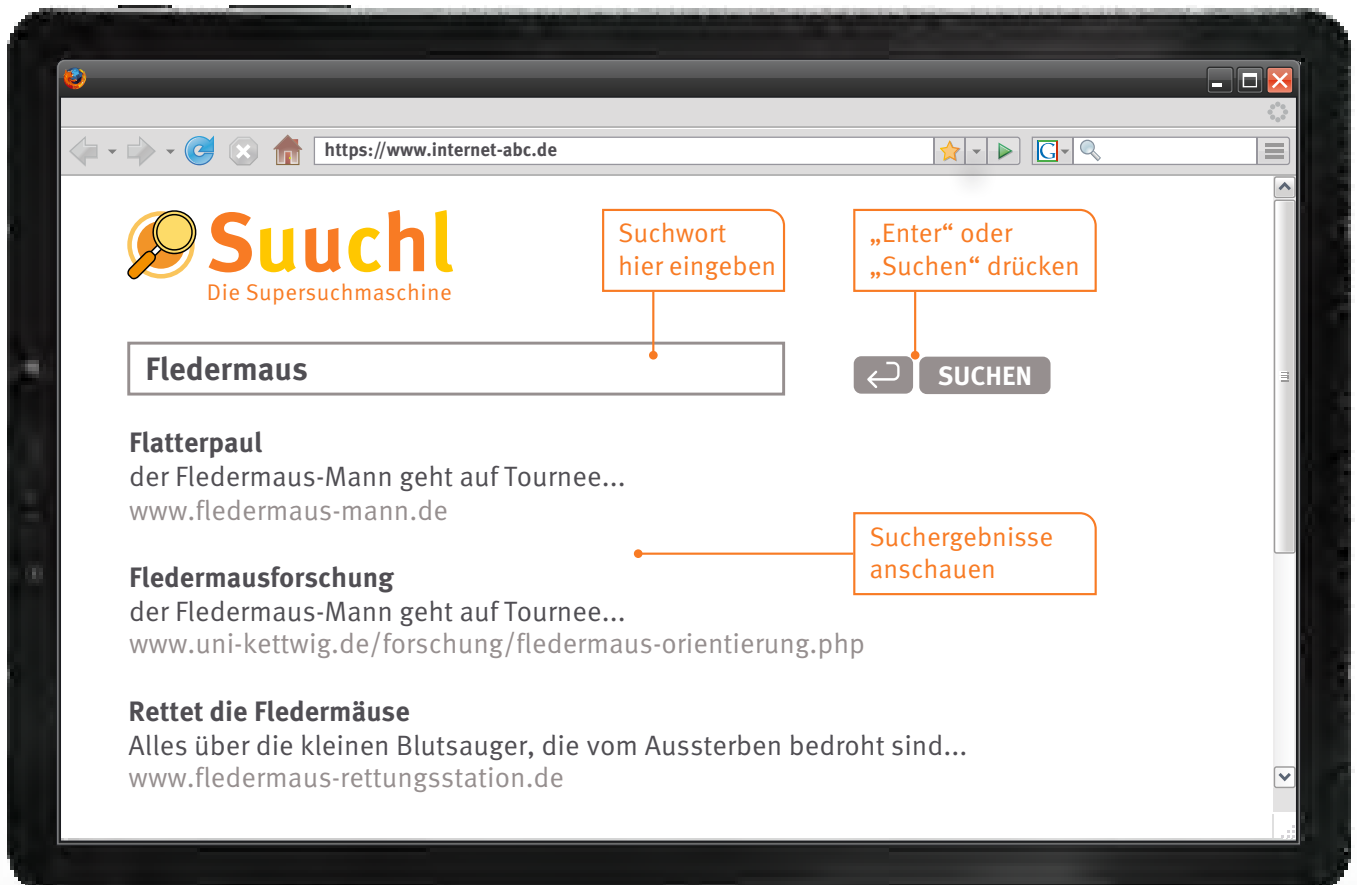 https://www.internet-abc.de
G
Suuchl
Die Supersuchmaschine
Suchwort
hier eingeben
„Enter“ oder
„Suchen“ drücken
Fledermaus
SUCHEN
Flatterpaul
der Fledermaus-Mann geht auf Tournee...
www.fledermaus-mann.de
Suchergebnisse
anschauen
Fledermausforschung
der Fledermaus-Mann geht auf Tournee...
www.uni-kettwig.de/forschung/fledermaus-orientierung.php
Rettet die Fledermäuse
Alles über die kleinen Blutsauger, die vom Aussterben bedroht sind...
www.fledermaus-rettungsstation.de